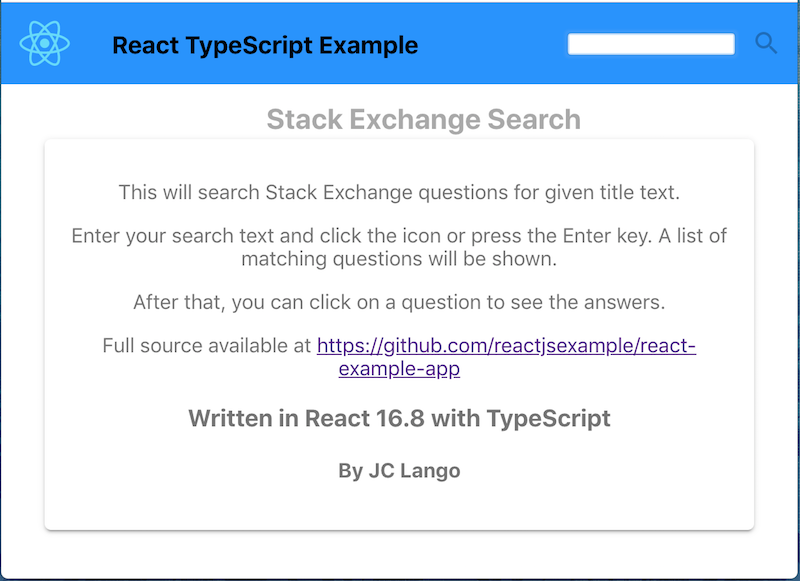 React TypeScript Example
Stack Exchange Search
This will search Stack Exchange questions for given title text.
Enter your search text and click the icon or press the Enter key. A list of
matching questions will be shown.
After that, you can click on a question to see the answers.
Full source available at https://github.com/reactjsexample/react-
example-app
Written in React 16.8 with TypeScript
By JC Lango